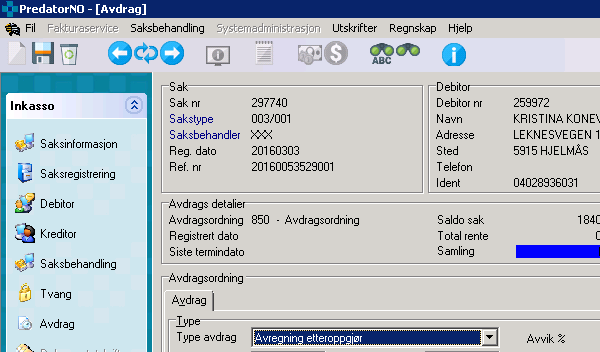 PredatorNO - [Avdrag]
Fil Fakturaservice Saksbehandling Systemadministrasjon Utskrifter Regnskap Hjelp
ABC
Inkasso
Saksinformasjon
Saksregistrering
Debitor
Kreditor
Saksbehandling
Tvang
Avdrag
Sak
Sak nr 297740
Sakstype 003/001
Saksbehandler XXX
Reg. dato 20160303
Ref. nr 20160053529001
Debitor
Debitor nr 259972
Navn KRISTINA KONEV
Adresse LEKNESVEGEN 1
Sted 5915 HJELMÅS
Telefon
Ident 04028936031
Avdrags detalier
Avdragsordning 850 - Avdragsordning
Registrert dato
Siste termindato
Saldo sak 1840
Total rente 0
Samling
Avdragsordning
Avdrag
Type
Type avdrag Avregning etteroppgjør
Avvik %